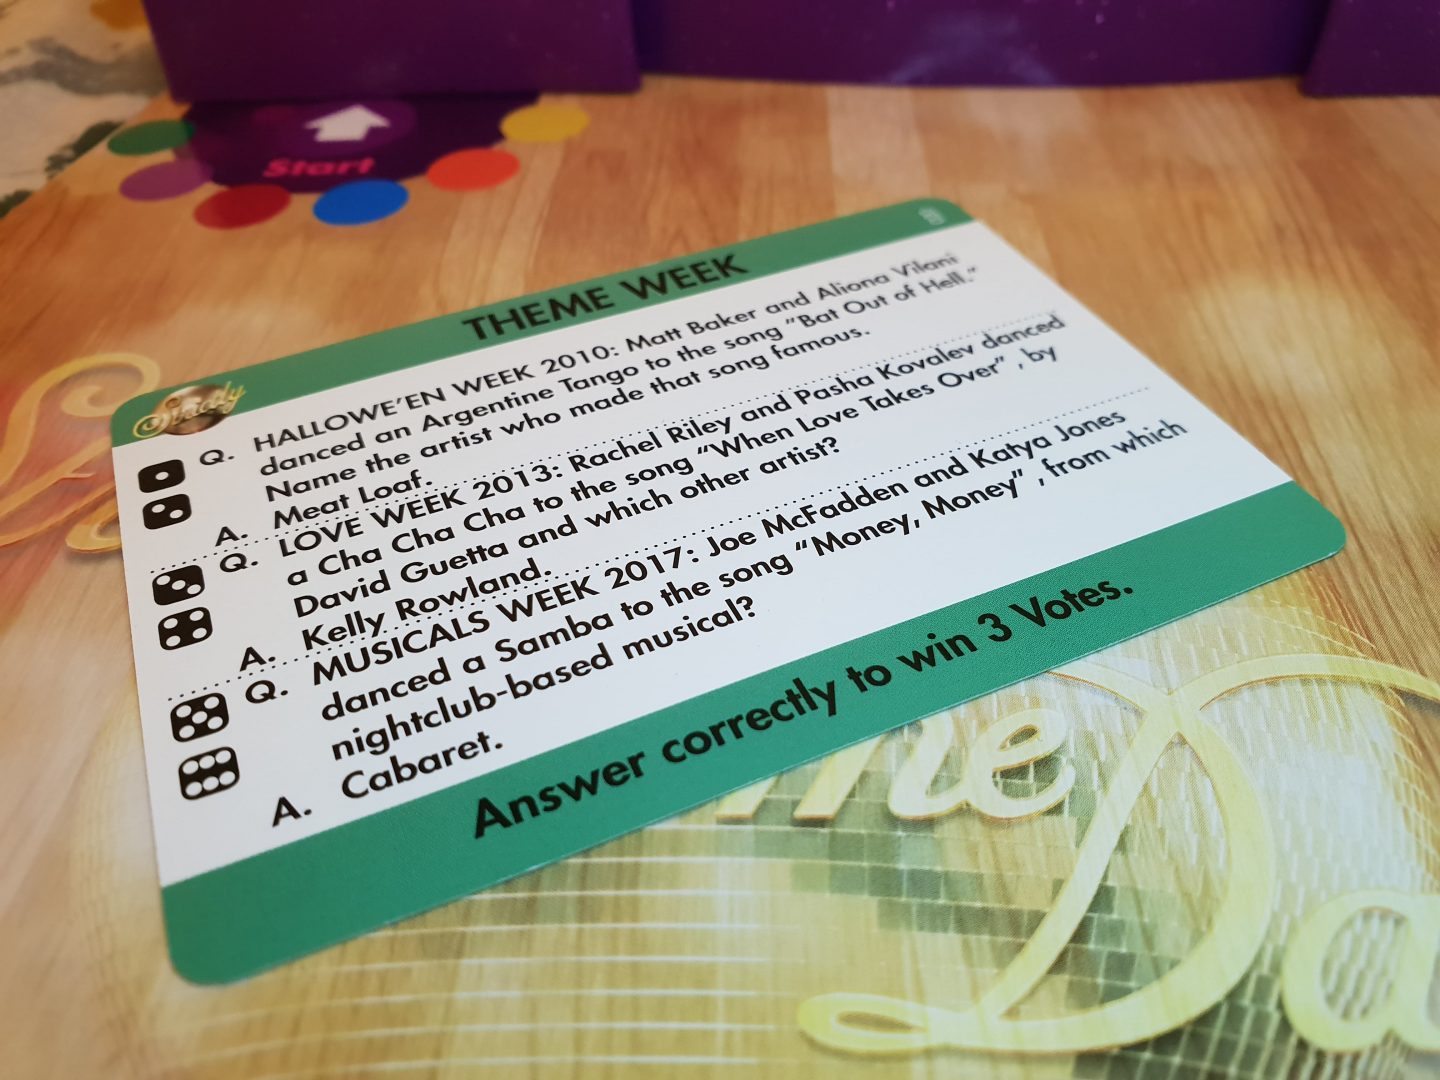 Start
THEME WEEK
Strictly
Q. HALLOWE'EN WEEK 2010: Matt Baker and Aliona Vilani
danced an Argentine Tango to the song "Bat Out of Hell."
Name the artist who made that song famous.
A. Meat Loaf.
Q. LOVE WEEK 2013: Rachel Riley and Pasha Kovalev danced
a Cha Cha Cha to the song "When Love Takes Over", by
David Guetta and which other artist?
A. Kelly Rowland.
Q. MUSICALS WEEK 2017: Joe McFadden and Katya Jones
danced a Samba to the song "Money, Money", from which
nightclub-based musical?
A. Cabaret.
Answer correctly to win 3 Votes.